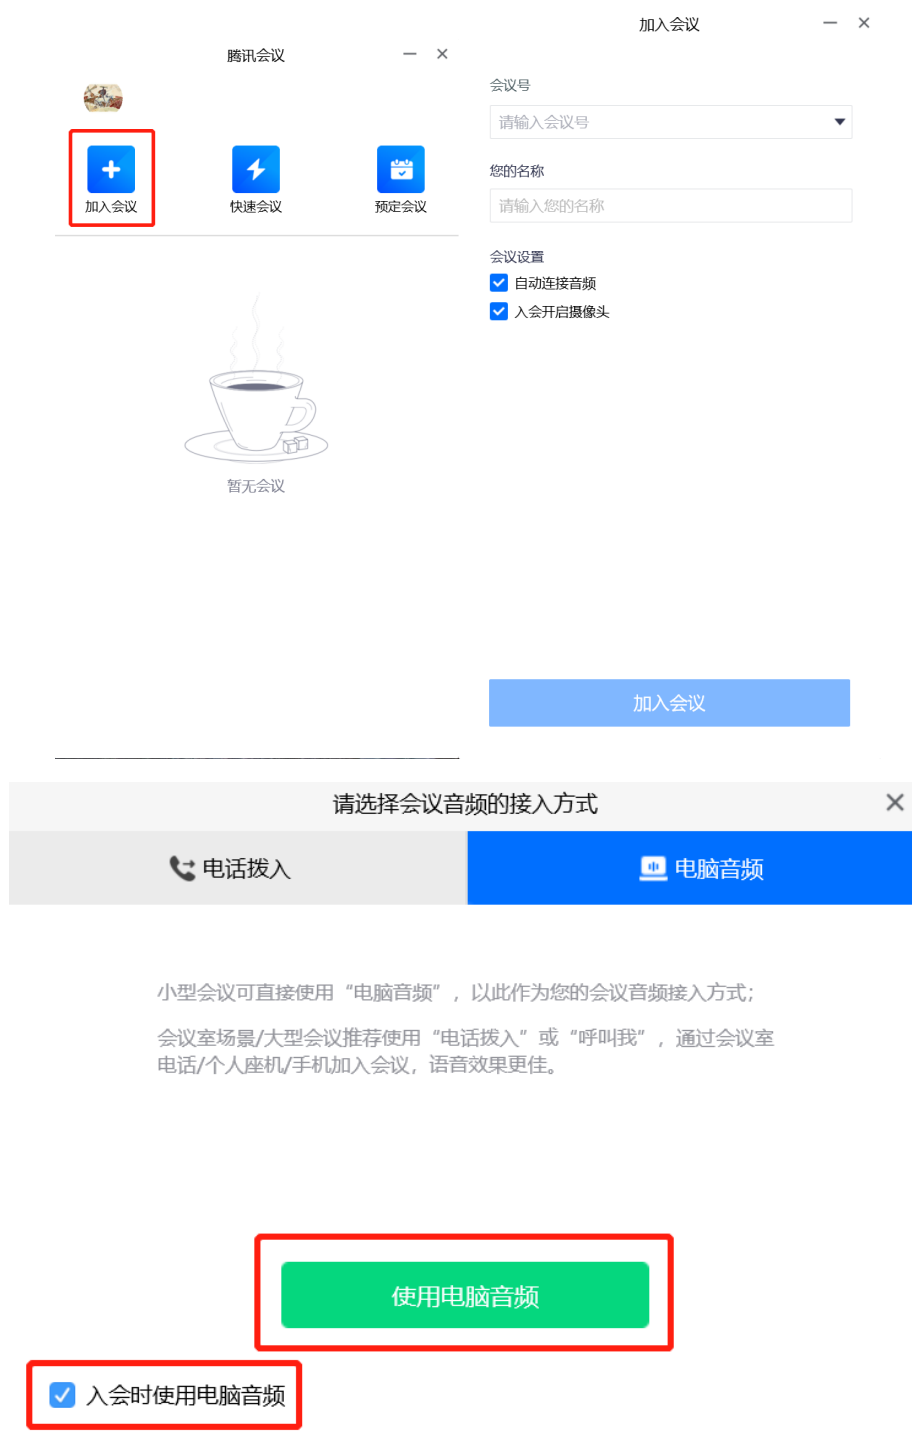 腾讯会议
加入会议
快速会议
预定会议
暂无会议
加入会议
会议号
请输入会议号
您的名称
请输入您的名称
会议设置
自动连接音频
入会开启摄像头
加入会议
请选择会议音频的接入方式
电话拨入
电脑音频
小型会议可直接使用“电脑音频”，以此作为您的会议音频接入方式；
会议室场景/大型会议推荐使用“电话拨入”或“呼叫我”，通过会议室
电话/个人座机/手机加入会议，语音效果更佳。
使用电脑音频
入会时使用电脑音频